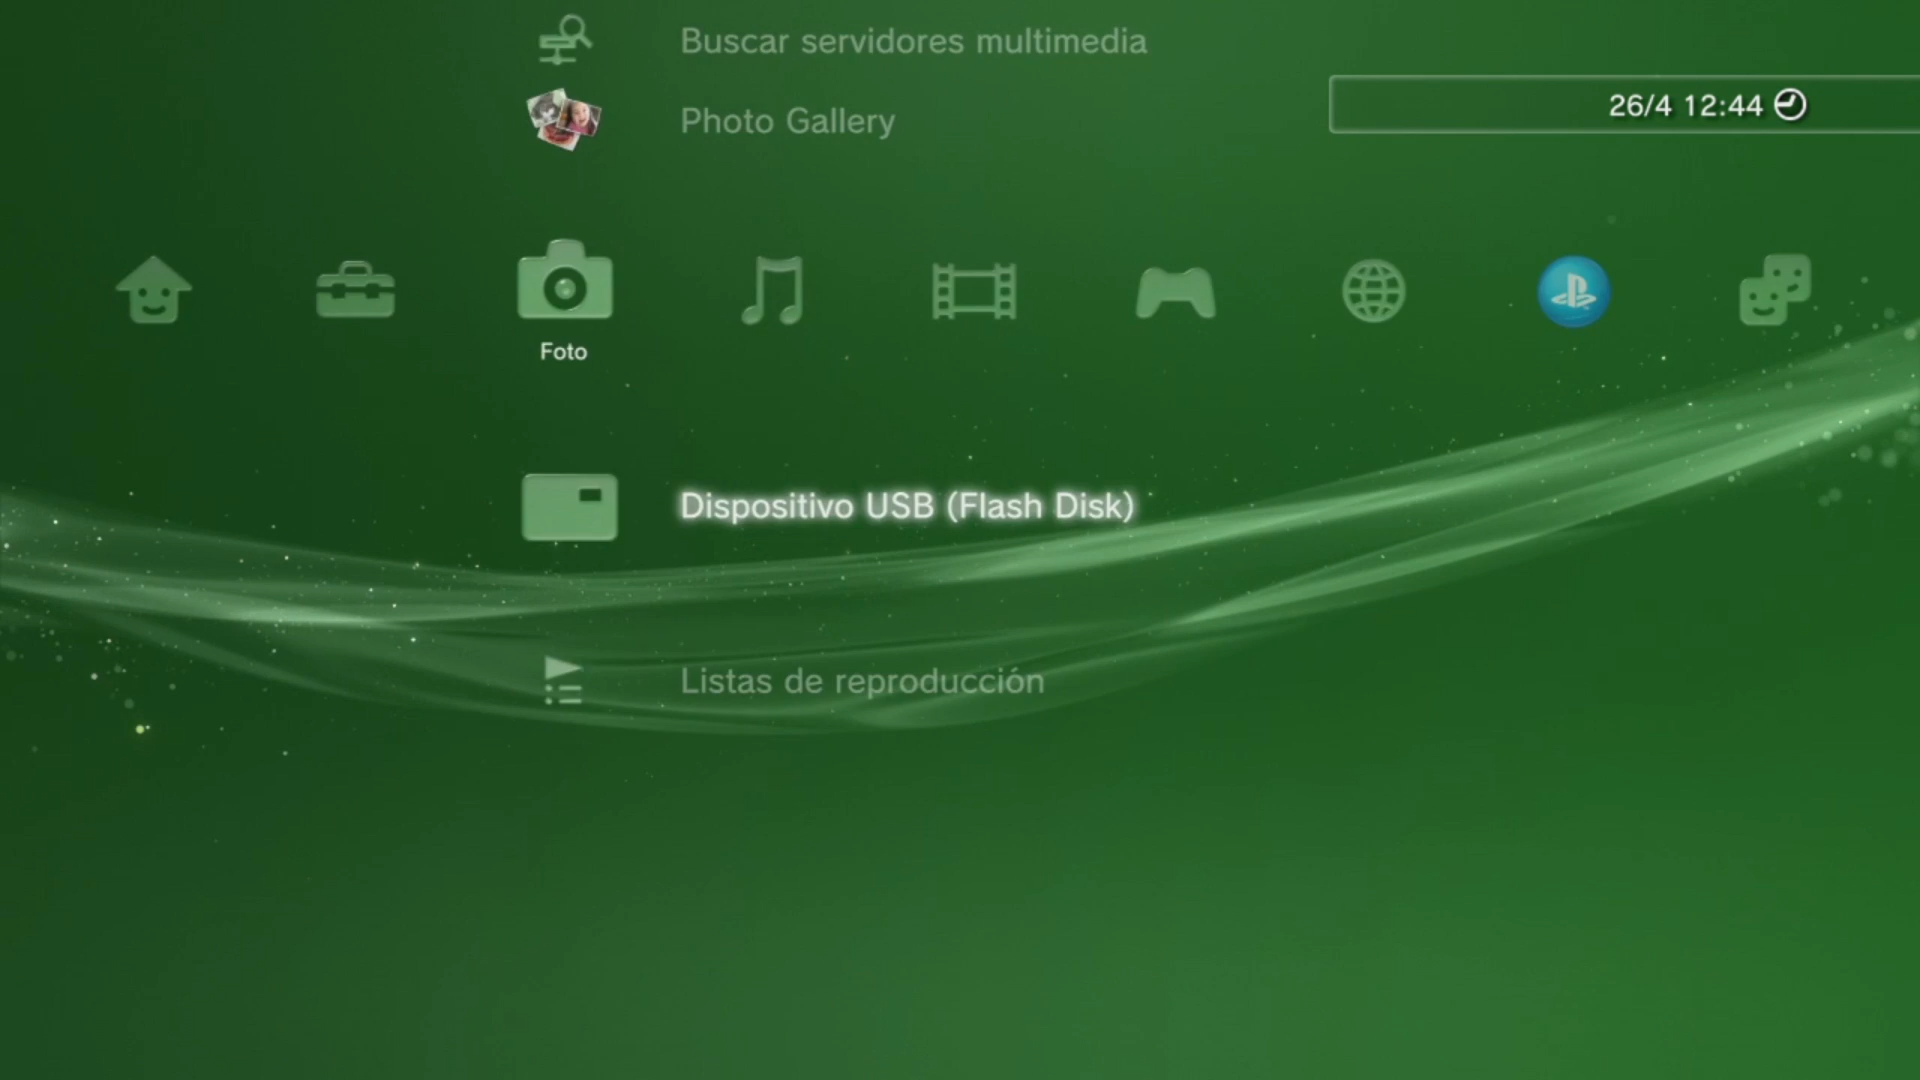 Buscar servidores multimedia
26/4 12:44
Photo Gallery
Foto
Dispositivo USB (Flash Disk)
Listas de reproducción